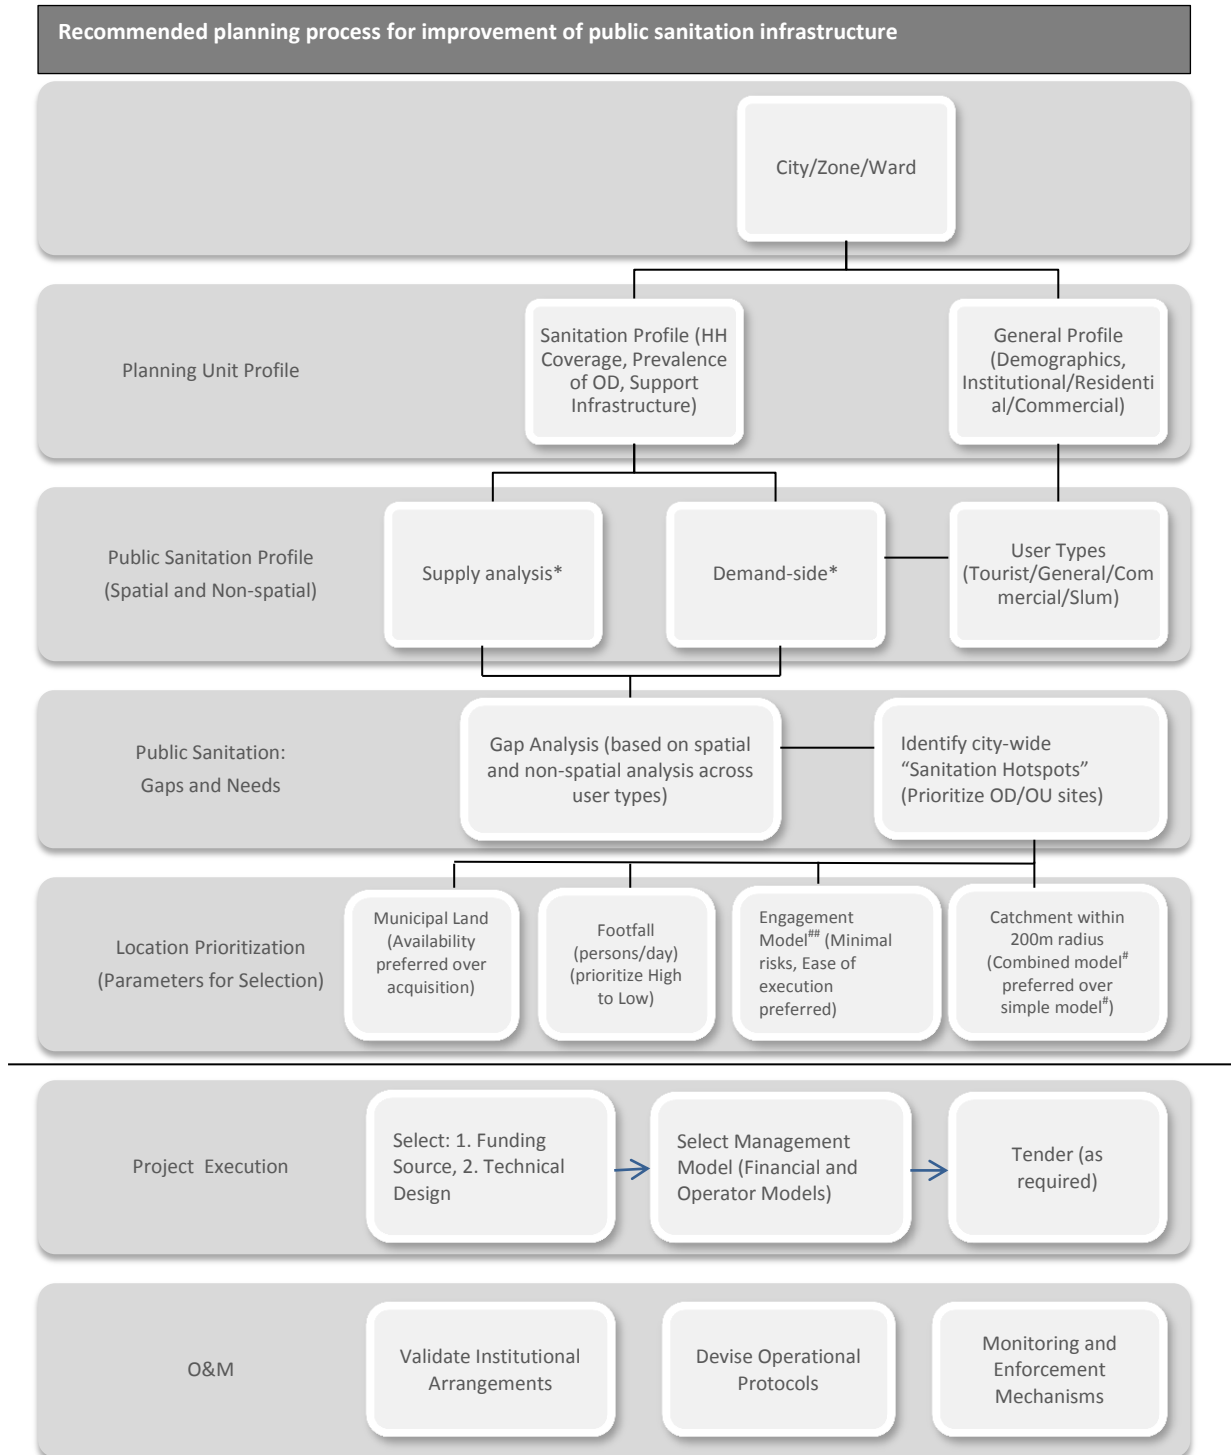 Recommended planning process for improvement of public sanitation infrastructure
City/Zone/Ward
Planning Unit Profile
Sanitation Profile (HH
Coverage, Prevalence
of OD, Support
Infrastructure)
General Profile
(Demographics,
Institutional/Residenti
al/Commercial)
Public Sanitation Profile
(Spatial and Non-spatial)
Supply analysis*
Demand-side*
User Types
(Tourist/General/Com
mercial/Slum)
Public Sanitation:
Gaps and Needs
Gap Analysis (based on spatial
and non-spatial analysis across
user types)
Identify city-wide
“Sanitation Hotspots”
(Prioritize OD/OU sites)
Location Prioritization
(Parameters for Selection)
Municipal Land
(Availability
preferred over
acquisition)
Footfall
(persons/day)
(prioritize High
to Low)
Engagement
Model## (Minimal
risks, Ease of
execution
preferred)
Catchment within
200m radius
(Combined model#
preferred over
simple model#)
Project Execution
Select: 1. Funding
Source, 2. Technical
Design
Select Management
Model (Financial and
Operator Models)
Tender (as
required)
O&M
Validate Institutional
Arrangements
Devise Operational
Protocols
Monitoring and
Enforcement
Mechanisms